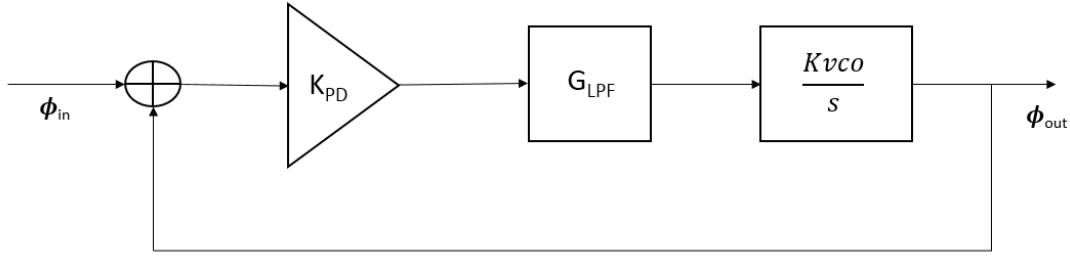 ϕin
KPD
GLPF
Kvco
s
ϕout